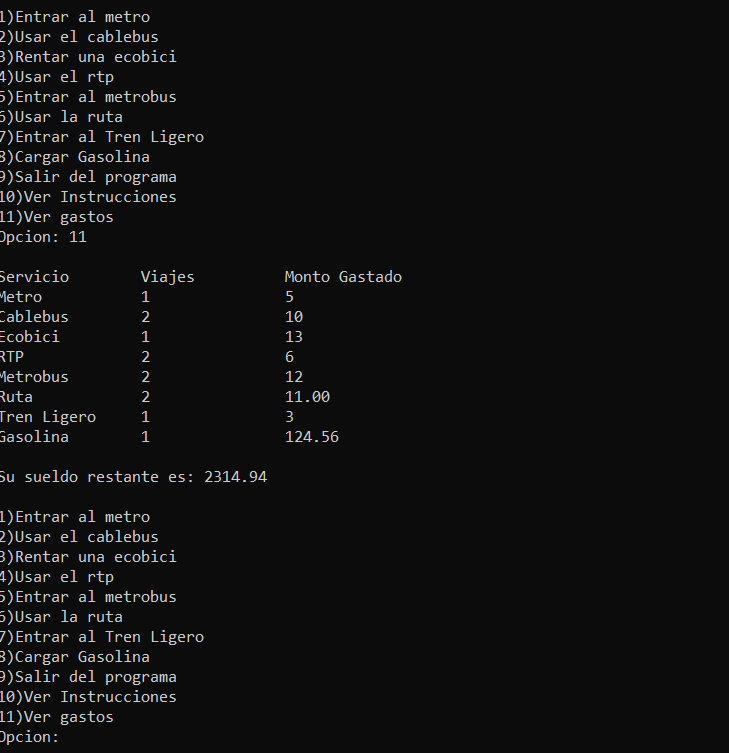 1)Entrar al metro
2)Usar el cablebus
3)Rentar una ecobici
4)Usar el rtp
5)Entrar al metrobus
6)Usar la ruta
7)Entrar al Tren Ligero
8)Cargar Gasolina
9)Salir del programa
10)Ver Instrucciones
11)Ver gastos
Opcion: 11
Servicio Viajes Monto Gastado
Metro 1 5
Cablebus 2 10
Ecobici 1 13
RTP 2 6
Metrobus 2 12
Ruta 2 11.00
Tren Ligero 1 3
Gasolina 1 124.56
Su sueldo restante es: 2314.94
1)Entrar al metro
2)Usar el cablebus
3)Rentar una ecobici
4)Usar el rtp
5)Entrar al metrobus
6)Usar la ruta
7)Entrar al Tren Ligero
8)Cargar Gasolina
9)Salir del programa
10)Ver Instrucciones
11)Ver gastos
Opcion: